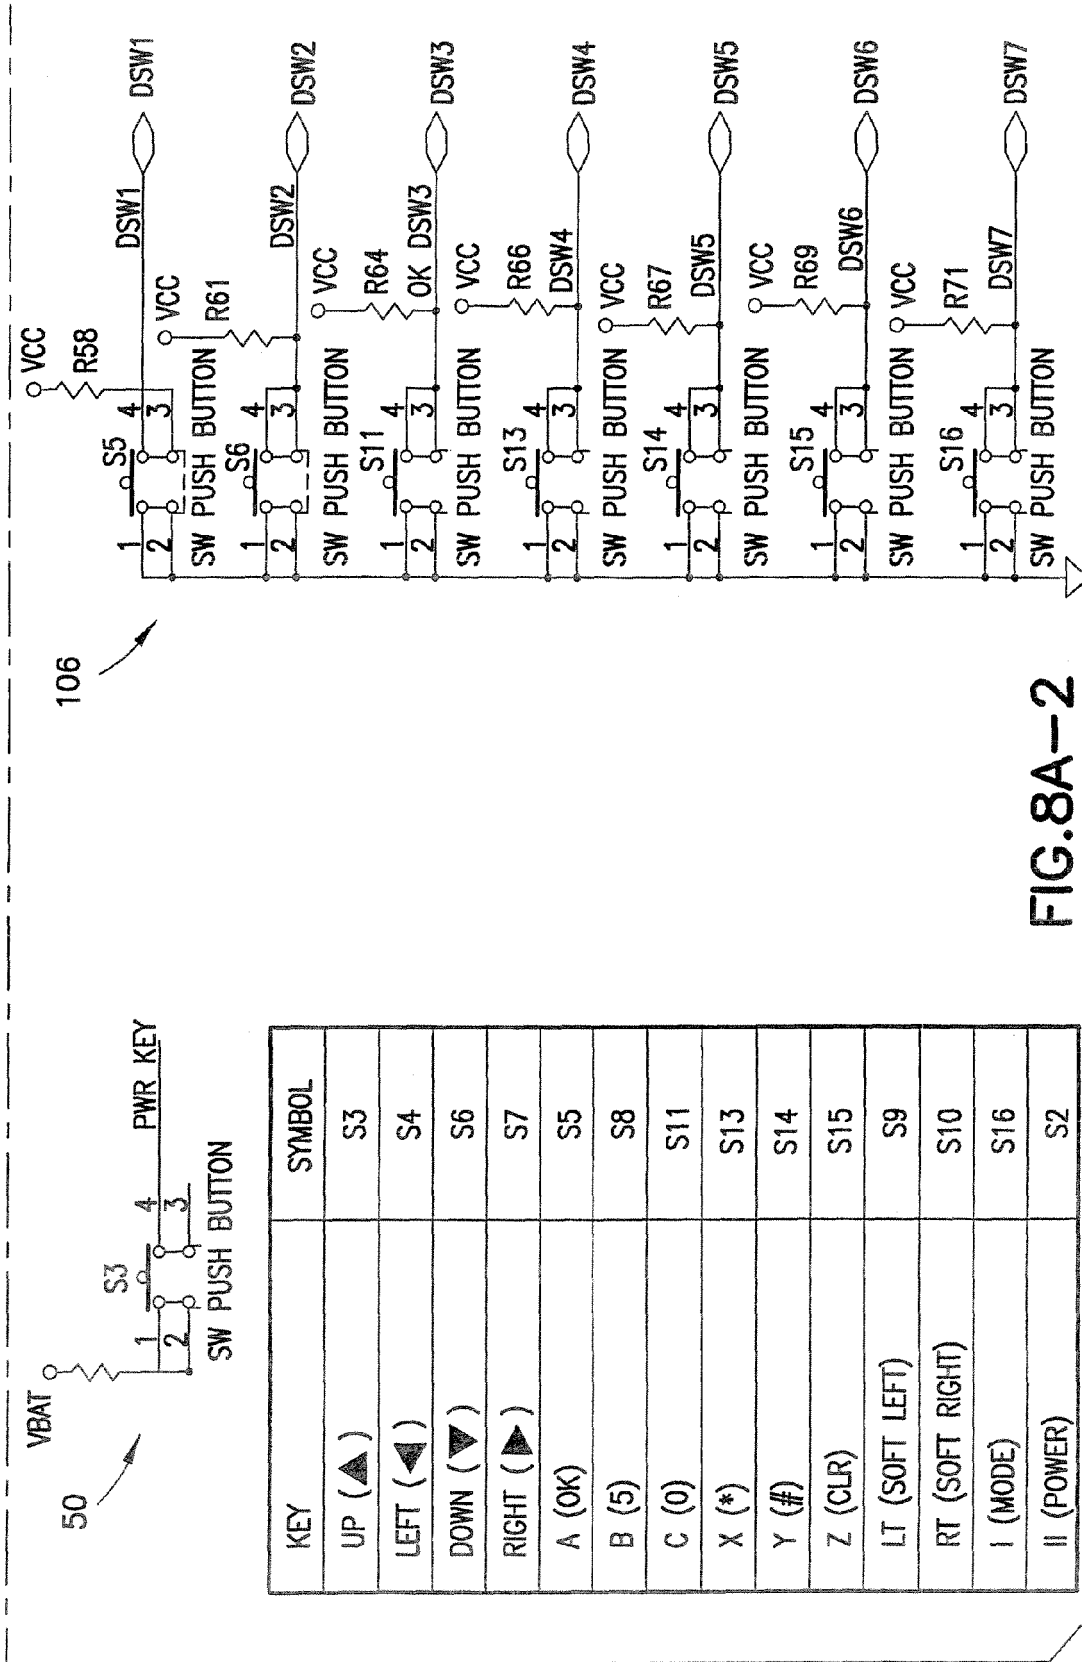 50
VBAT
S3
1
2
4
3
PWR KEY
SW PUSH BUTTON
KEY SYMBOL
UP (▲) S3
LEFT (◀) S4
DOWN (▼) S6
RIGHT (▶) S7
A (OK) S5
B (5) S8
C (0) S11
X (*) S13
Y (#) S14
Z (CLR) S15
LT (SOFT LEFT) S9
RT (SOFT RIGHT) S10
I (MODE) S16
II (POWER) S2
106
VCC
R58
S5
1
2
4
3
DSW1
DSW1
SW PUSH BUTTON
VCC
R61
S6
1
2
4
3
DSW2
DSW2
SW PUSH BUTTON
VCC
R64
S11
1
2
4
3
OK DSW3
DSW3
SW PUSH BUTTON
VCC
R66
S13
1
2
4
3
DSW4
DSW4
SW PUSH BUTTON
VCC
R67
S14
1
2
4
3
DSW5
DSW5
SW PUSH BUTTON
VCC
R69
S15
1
2
4
3
DSW6
DSW6
SW PUSH BUTTON
VCC
R71
S16
1
2
4
3
DSW7
DSW7
SW PUSH BUTTON
FIG.8A-2